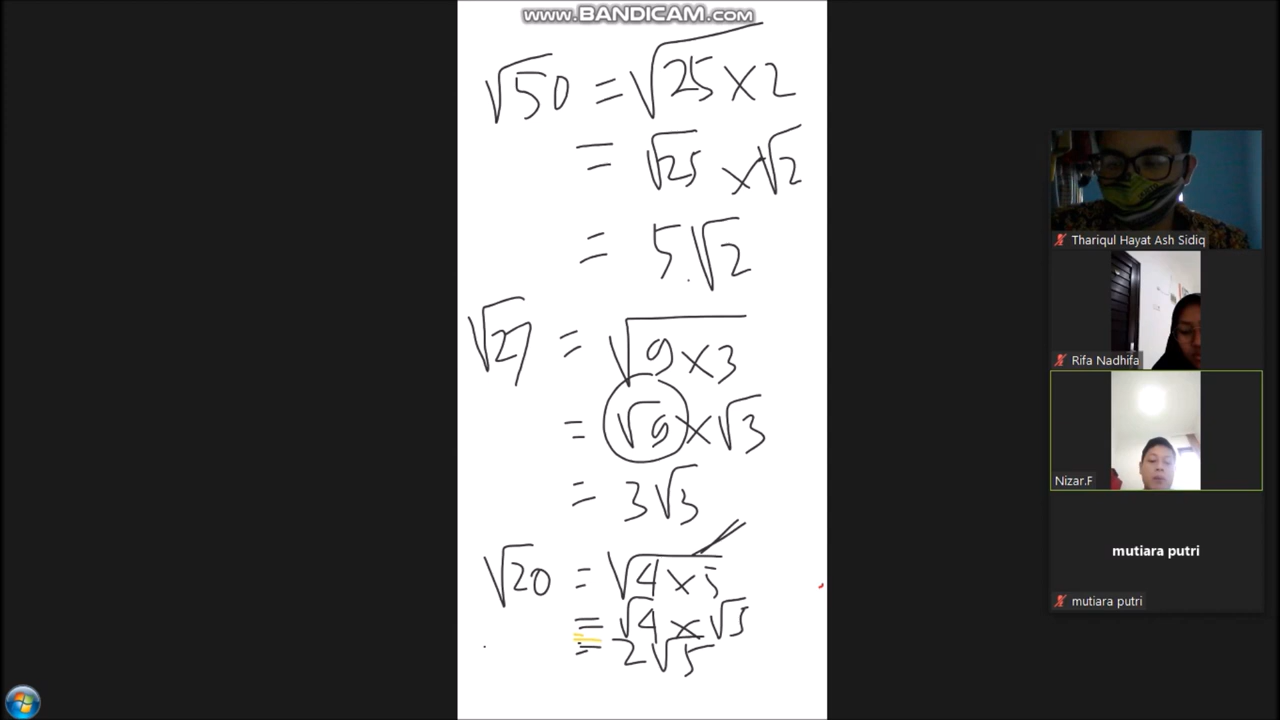 www.BANDICAM.com
√50 = √25 × 2
= √25 × √2
= 5√2
√27 = √9 × 3
= √9 × √3
= 3√3
√20 = √4 × 5
= √4 × √5
= 2√5
Thariqul Hayat Ash Sidiq
Rifa Nadhifa
Nizar.F
mutiara putri
mutiara putri